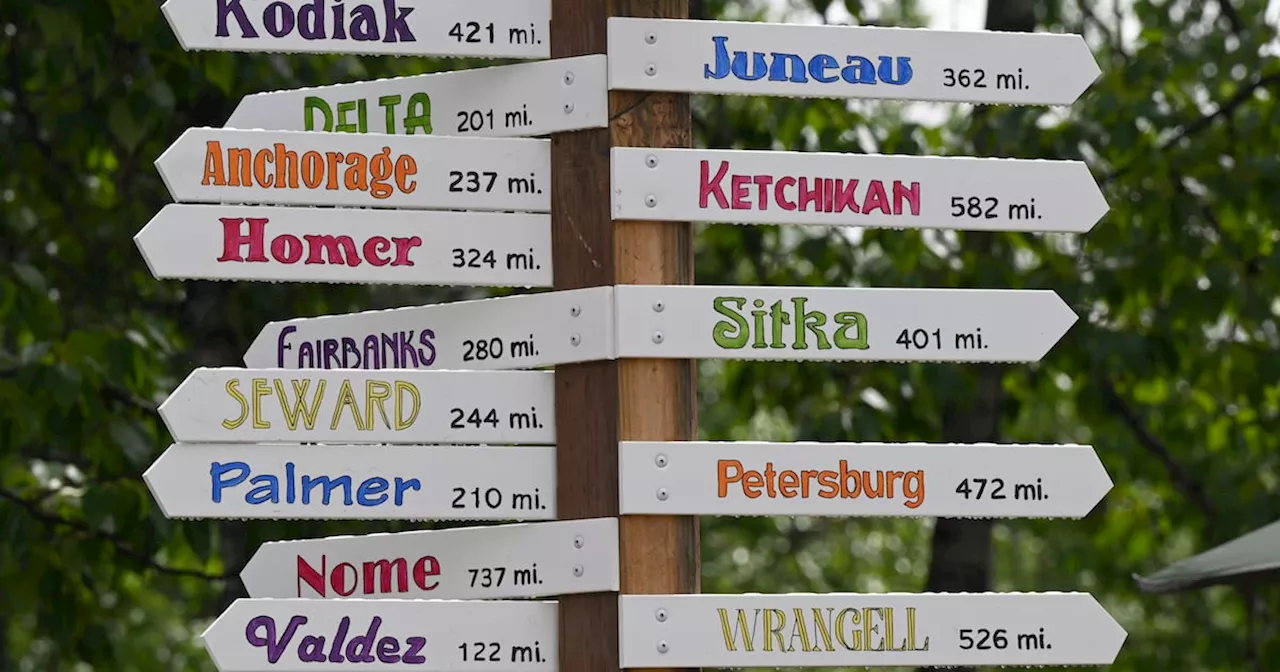 Kodiak 421 mi.
Juneau 362 mi.
DELTA 201 mi.
Anchorage 237 mi.
KETCHIKAN 582 mi.
Homer 324 mi.
FAIRBANKS 280 mi.
Sitka 401 mi.
SEWARD 244 mi.
Palmer 210 mi.
Petersburg 472 mi.
Nome 737 mi.
Valdez 122 mi.
WRANGELL 526 mi.